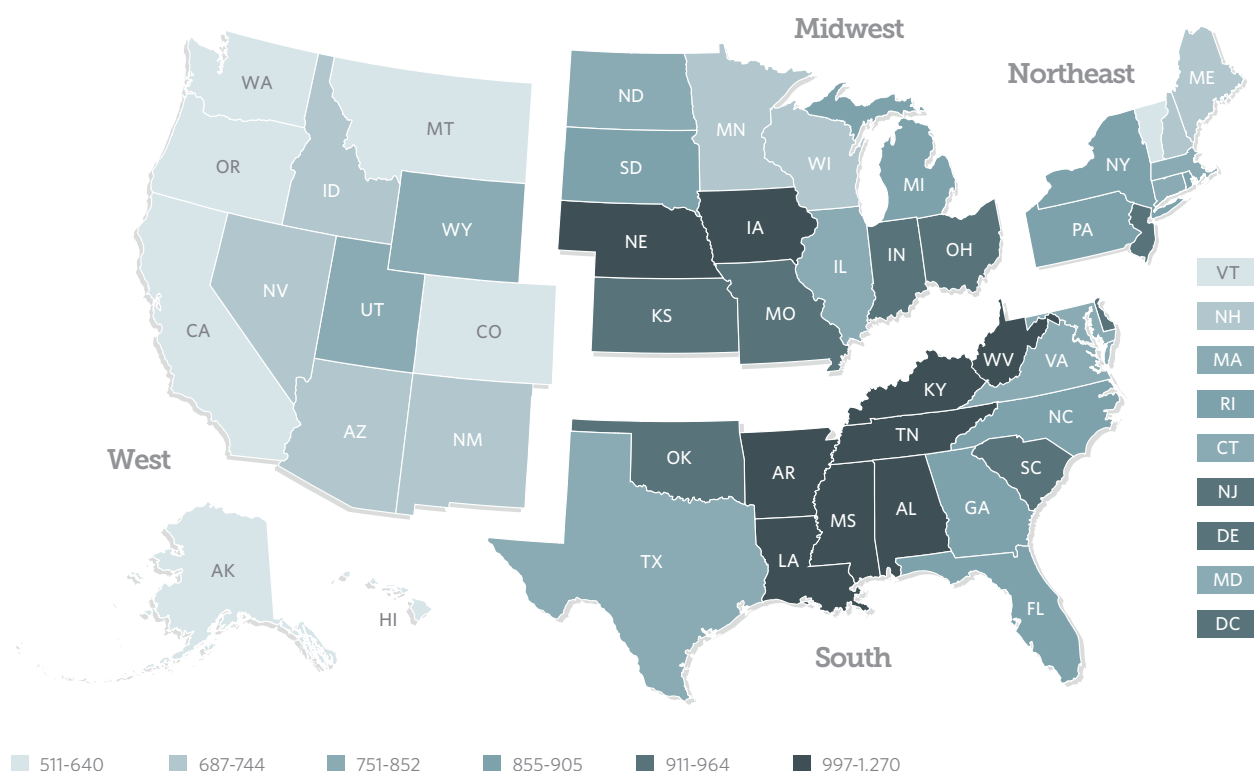 Midwest
Northeast
WA
MT
OR
ID
WY
NV
UT
CA
CO
AZ
NM
West
AK
HI
ND
MN
SD
WI
MI
NE
IA
IL
IN
OH
KS
MO
ME
NY
PA
VT
NH
MA
RI
CT
NJ
DE
MD
DC
WV
VA
KY
NC
TN
OK
AR
SC
MS
AL
GA
TX
LA
FL
South
511-640
687-744
751-852
855-905
911-964
997-1,270